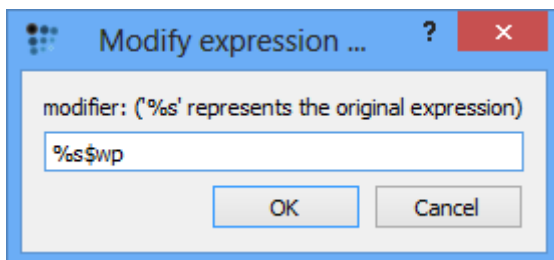 Modify expression ... ? ×
modifier: ('%s' represents the original expression)
%s$wp
OK Cancel